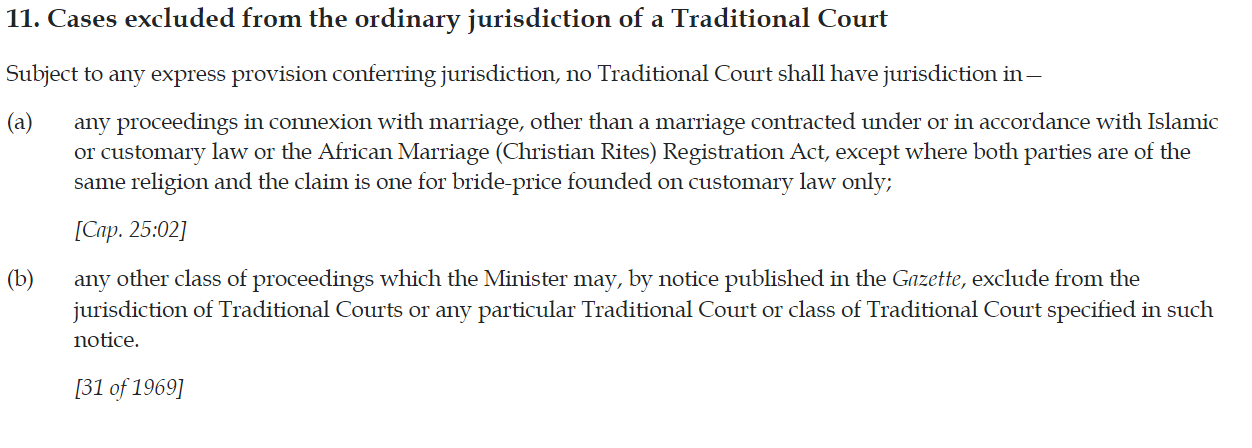 11. Cases excluded from the ordinary jurisdiction of a Traditional Court
Subject to any express provision conferring jurisdiction, no Traditional Court shall have jurisdiction in—
(a) any proceedings in connexion with marriage, other than a marriage contracted under or in accordance with Islamic
or customary law or the African Marriage (Christian Rites) Registration Act, except where both parties are of the
same religion and the claim is one for bride-price founded on customary law only;
[Cap. 25:02]
(b) any other class of proceedings which the Minister may, by notice published in the Gazette, exclude from the
jurisdiction of Traditional Courts or any particular Traditional Court or class of Traditional Court specified in such
notice.
[31 of 1969]